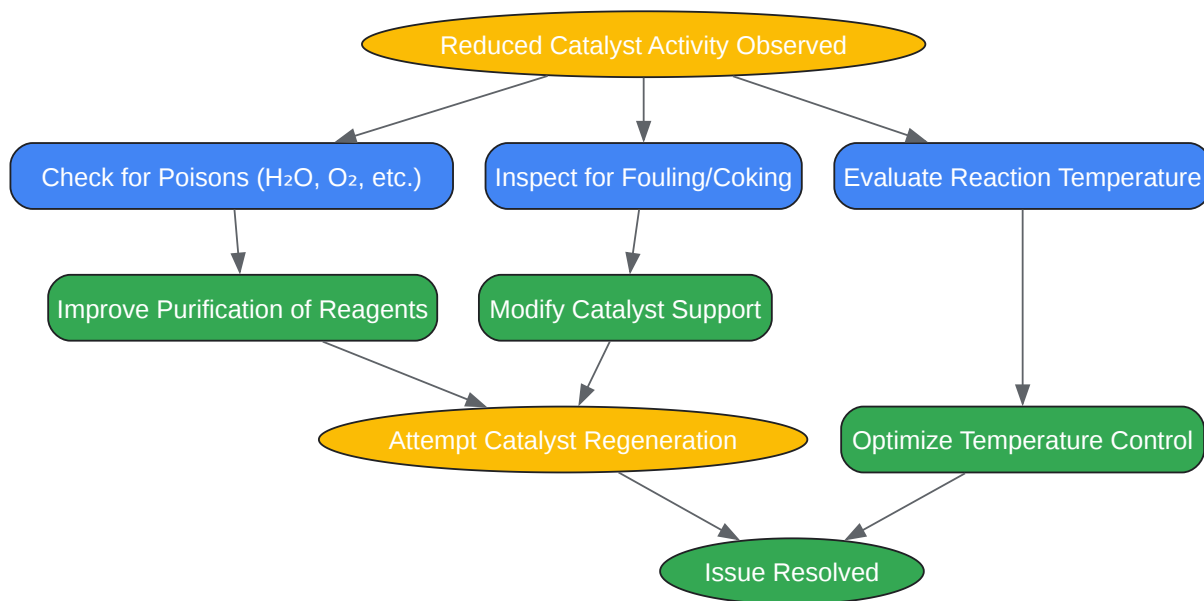 Reduced Catalyst Activity Observed
Check for Poisons (H₂O, O₂, etc.)
Inspect for Fouling/Coking
Evaluate Reaction Temperature
Improve Purification of Reagents
Modify Catalyst Support
Attempt Catalyst Regeneration
Optimize Temperature Control
Issue Resolved